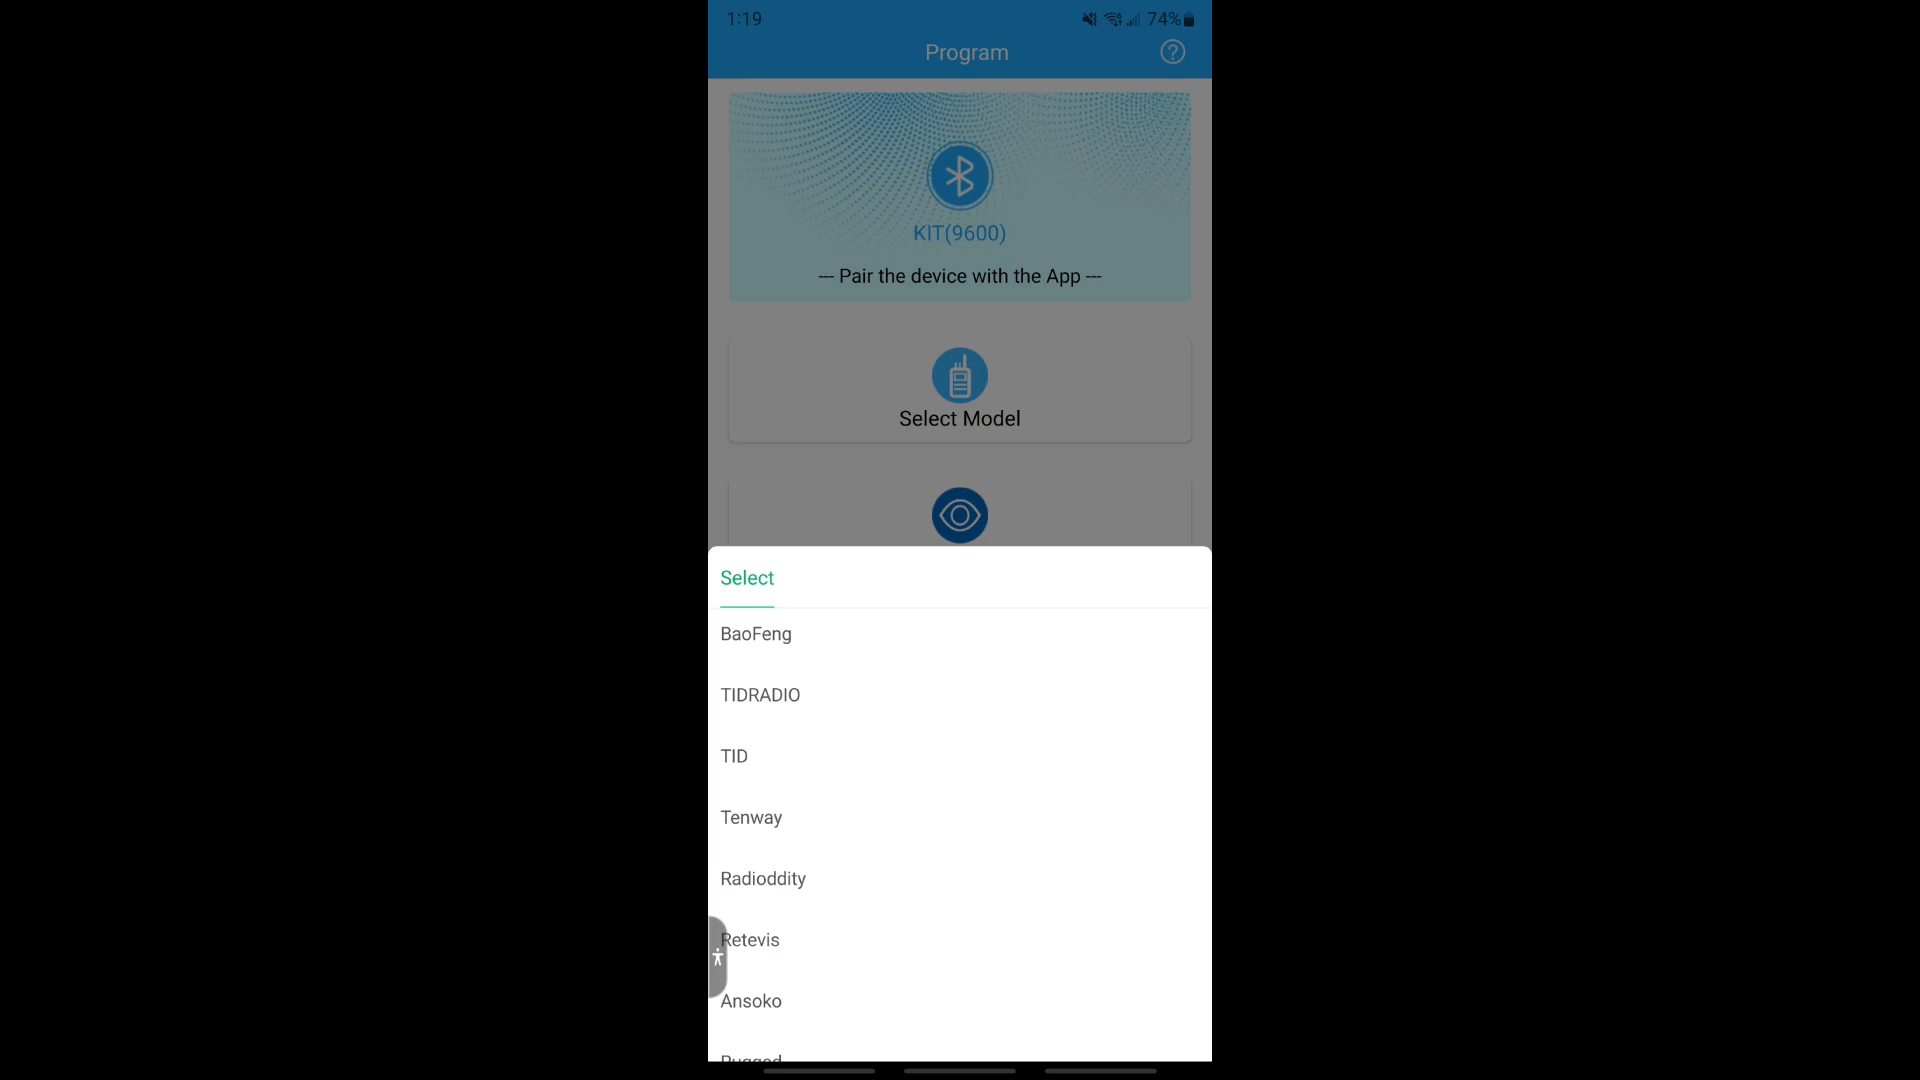 1:19
74%
Program
KIT(9600)
--- Pair the device with the App ---
Select Model
Select
BaoFeng
TIDRADIO
TID
Tenway
Radioddity
Retevis
Ansoko
Rugged